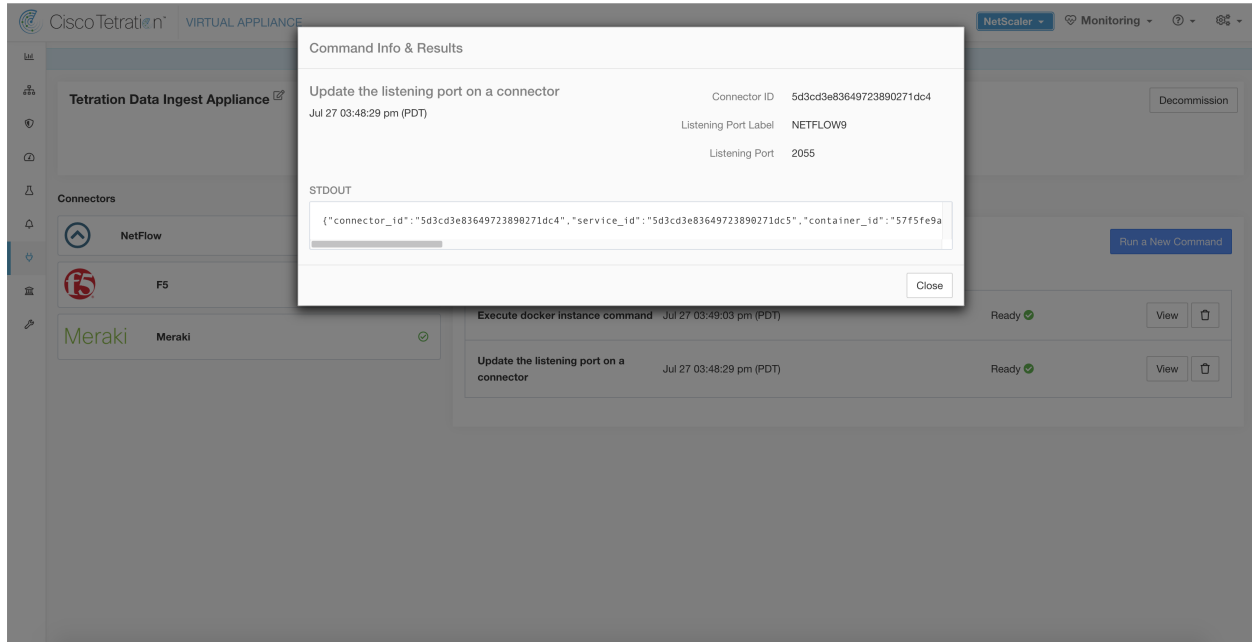 Cisco Tetration™ VIRTUAL APPLIANCE
NetScaler
Monitoring
Tetration Data Ingest Appliance
Decommission
Command Info & Results
Update the listening port on a connector
Jul 27 03:48:29 pm (PDT)
Connector ID 5d3cd3e83649723890271dc4
Listening Port Label NETFLOW9
Listening Port 2055
STDOUT
{"connector_id":"5d3cd3e83649723890271dc4","service_id":"5d3cd3e83649723890271dc5","container_id":"57f5fe9a
Close
Connectors
NetFlow
F5
F5
Meraki Meraki
Run a New Command
Execute docker instance command Jul 27 03:49:03 pm (PDT) Ready View
Update the listening port on a
connector
Jul 27 03:48:29 pm (PDT) Ready View